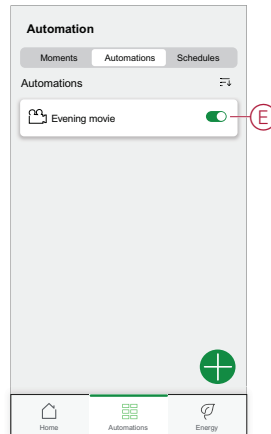 Automation
Moments Automations Schedules
Automations
Evening movie
E
Home Automations Energy